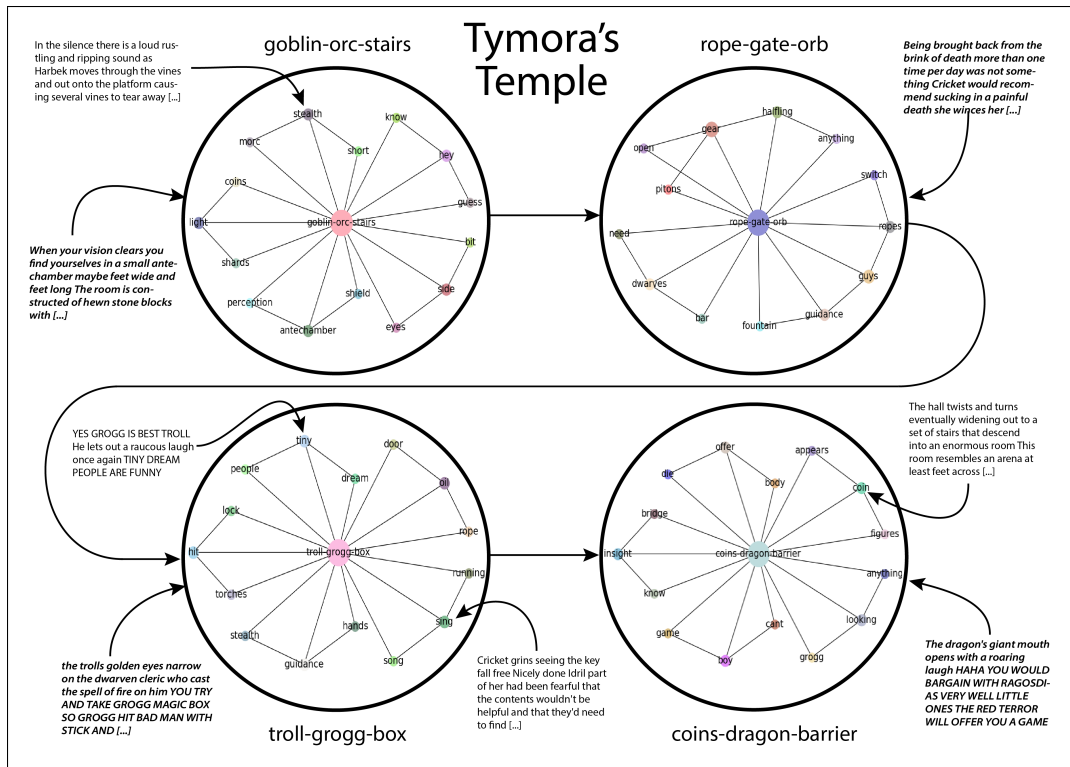 Tymora's
Temple
goblin-orc-stairs
rope-gate-orb
In the silence there is a loud rus-
tling and ripping sound as
Harbek moves through the vines
and out onto the platform caus-
ing several vines to tear away [...]
When your vision clears you
find yourselves in a small ante-
chamber maybe feet wide and
feet long The room is con-
structed of hewn stone blocks
with [...]
stealth
know
morc
short
hey
coins
guess
light
goblin-orc-stairs
bit
shards
perception
shield
side
antechamber
eyes
Being brought back from the
brink of death more than one
time per day was not some-
thing Cricket would recom-
mend sucking in a painful
death she winces her [...]
halfling
gear
anything
open
switch
pitons
need
rope-gate-orb
ropes
dwarves
guys
bar
fountain
guidance
YES GROGG IS BEST TROLL
He lets out a raucous laugh
once again TINY DREAM
PEOPLE ARE FUNNY
tiny
door
people
dream
oil
lock
rope
hit
troll-grogg-box
running
torches
stealth
hands
sing
guidance
song
the trolls golden eyes narrow
on the dwarven cleric who cast
the spell of fire on him YOU TRY
AND TAKE GROGG MAGIC BOX
SO GROGG HIT BAD MAN WITH
STICK AND [...]
Cricket grins seeing the key
fall free Nicely done Idril part
of her had been fearful that
the contents wouldn't be
helpful and that they'd need
to find [...]
troll-grogg-box
The hall twists and turns
eventually widening out to a
set of stairs that descend
into an enormous room This
room resembles an arena at
least feet across [...]
offer
appears
die
body
coin
bridge
figures
insight
coins-dragon-barrier
anything
know
game
cant
looking
boy
grogg
The dragon's giant mouth
opens with a roaring
laugh HAHA YOU WOULD
BARGAIN WITH RAGOSDI-
AS VERY WELL LITTLE
ONES THE RED TERROR
WILL OFFER YOU A GAME
coins-dragon-barrier